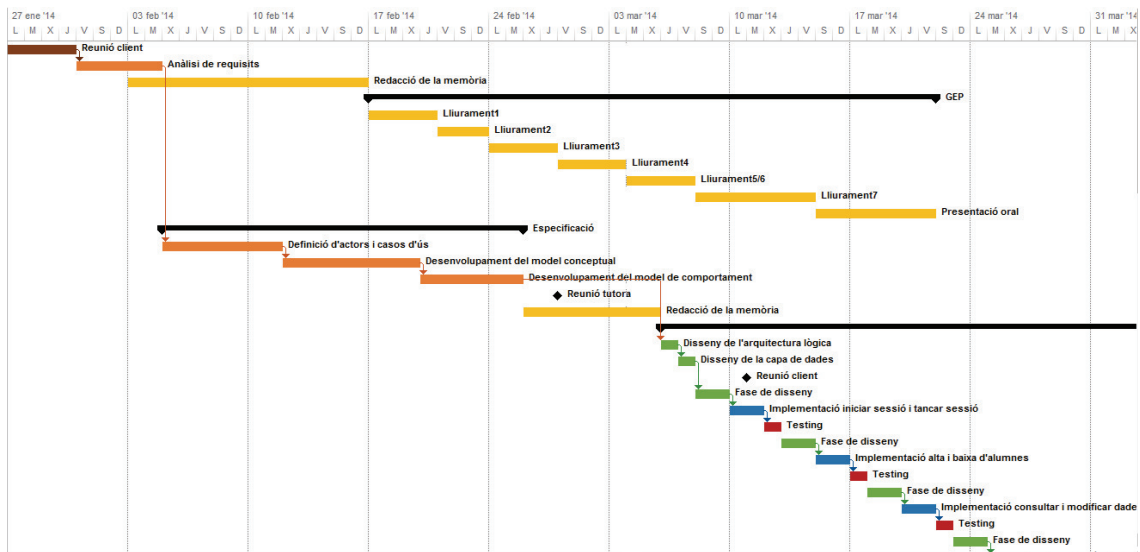 27 ene '14 03 feb '14 10 feb '14 17 feb '14 24 feb '14 03 mar '14 10 mar '14 17 mar '14 24 mar '14 31 mar '14
L M X J V S D L M X J V S D L M X J V S D L M X J V S D L M X J V S D L M X J V S D L M X J V S D L M X J V S D L M X J V S D L M X
Reunió client
Anàlisi de requisits
Redacció de la memòria
GEP
Lliurament1
Lliurament2
Lliurament3
Lliurament4
Lliurament5/6
Lliurament7
Presentació oral
Especificació
Definició d'actors i casos d'ús
Desenvolupament del model conceptual
Desenvolupament del model de comportament
Reunió tutora
Redacció de la memòria
Disseny de l'arquitectura lògica
Disseny de la capa de dades
Reunió client
Fase de disseny
Implementació iniciar sessió i tancar sessió
Testing
Fase de disseny
Implementació alta i baixa d'alumnes
Testing
Fase de disseny
Implementació consultar i modificar dade
Testing
Fase de disseny